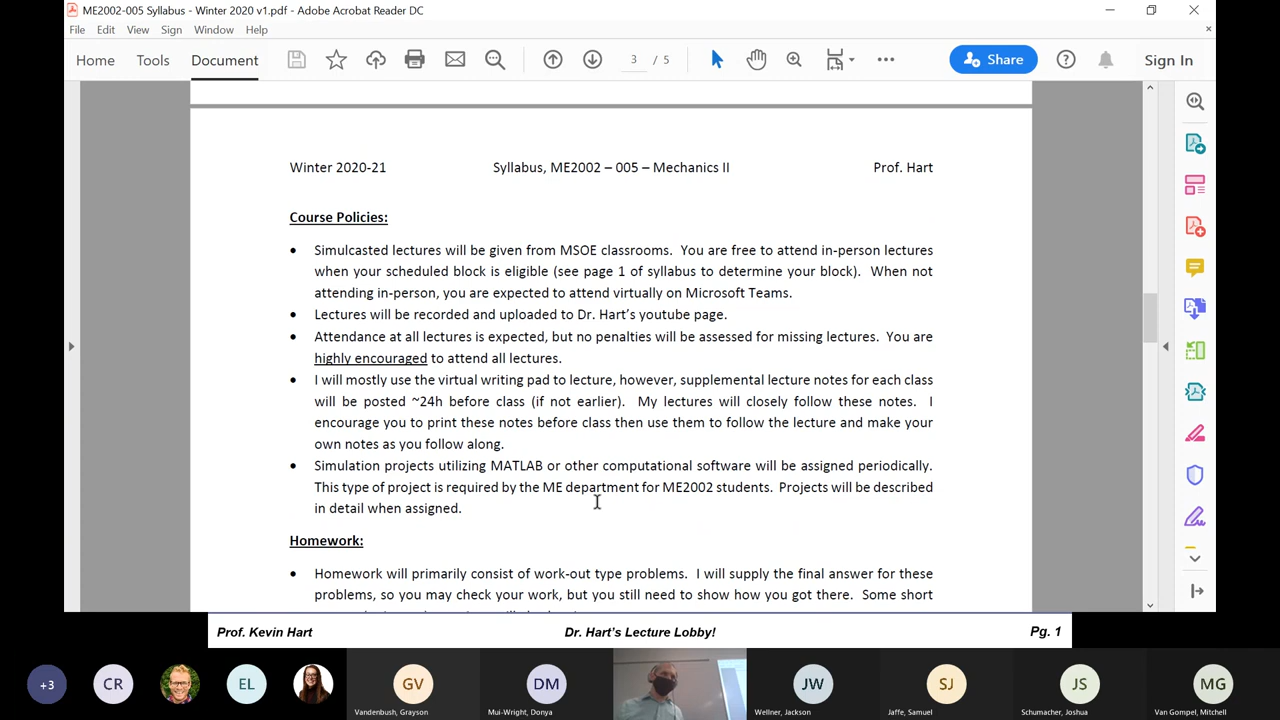 ME2002-005 Syllabus - Winter 2020 v1.pdf - Adobe Acrobat Reader DC
File Edit View Sign Window Help
Home Tools Document 3 / 5 Share Sign In
Winter 2020-21 Syllabus, ME2002 – 005 – Mechanics II Prof. Hart
Course Policies:
• Simulcasted lectures will be given from MSOE classrooms. You are free to attend in-person lectures
when your scheduled block is eligible (see page 1 of syllabus to determine your block). When not
attending in-person, you are expected to attend virtually on Microsoft Teams.
• Lectures will be recorded and uploaded to Dr. Hart's youtube page.
• Attendance at all lectures is expected, but no penalties will be assessed for missing lectures. You are
highly encouraged to attend all lectures.
• I will mostly use the virtual writing pad to lecture, however, supplemental lecture notes for each class
will be posted ~24h before class (if not earlier). My lectures will closely follow these notes. I
encourage you to print these notes before class then use them to follow the lecture and make your
own notes as you follow along.
• Simulation projects utilizing MATLAB or other computational software will be assigned periodically.
This type of project is required by the ME department for ME2002 students. Projects will be described
in detail when assigned.
Homework:
• Homework will primarily consist of work-out type problems. I will supply the final answer for these
problems, so you may check your work, but you still need to show how you got there. Some short
Prof. Kevin Hart Dr. Hart's Lecture Lobby! Pg. 1
+3 CR EL GV DM JW SJ JS MG
Vandenbush, Grayson Mui-Wright, Donya Wellner, Jackson Jaffe, Samuel Schumacher, Joshua Van Gompel, Mitchell